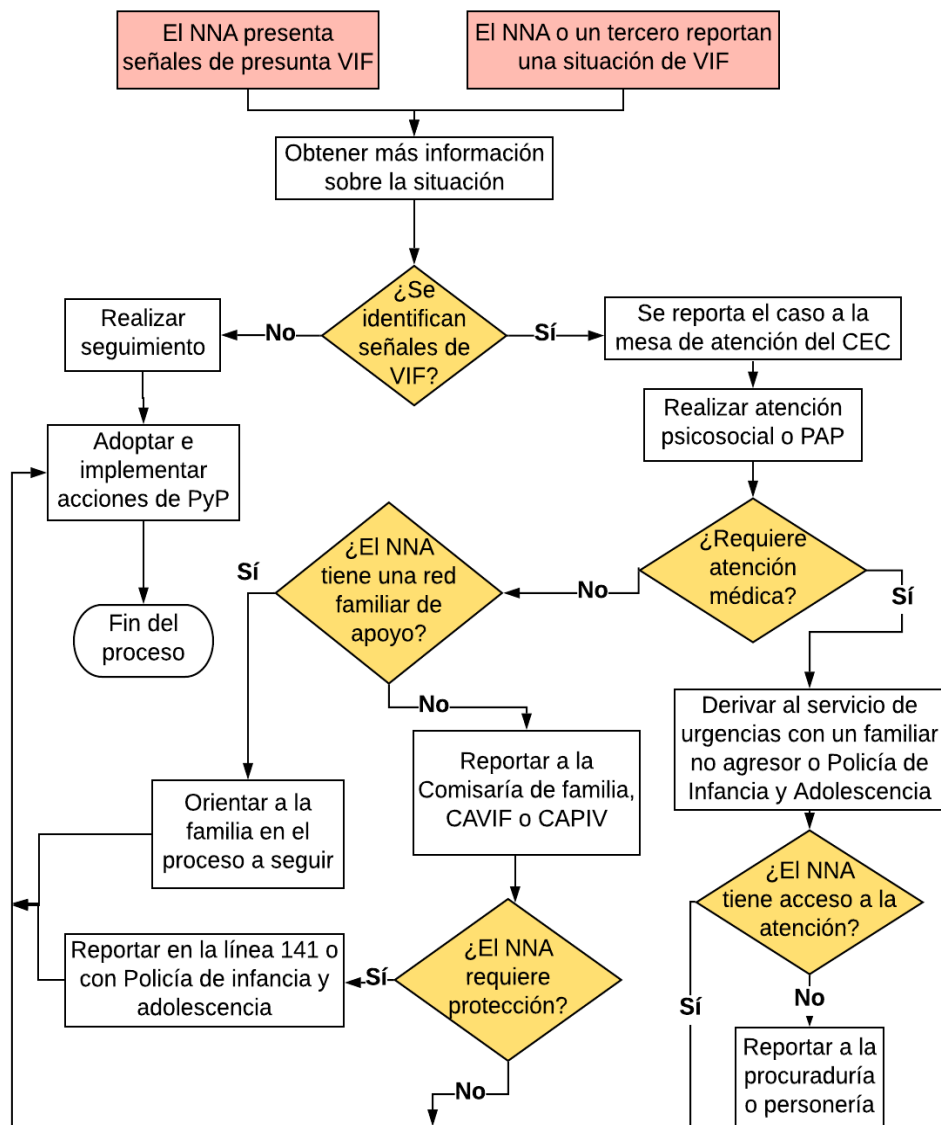 El NNA presenta
señales de presunta VIF
El NNA o un tercero reportan
una situación de VIF
Obtener más información
sobre la situación
¿Se
identifican
señales de
VIF?
No
Sí
Realizar
seguimiento
Se reporta el caso a la
mesa de atención del CEC
Adoptar e
implementar
acciones de PyP
Realizar atención
psicosocial o PAP
¿Requiere
atención
médica?
No
Sí
¿El NNA
tiene una red
familiar de
apoyo?
Sí
No
Fin del
proceso
Derivar al servicio de
urgencias con un familiar
no agresor o Policía de
Infancia y Adolescencia
Reportar a la
Comisaría de familia,
CAVIF o CAPIV
Orientar a la
familia en el
proceso a seguir
¿El NNA
tiene acceso a la
atención?
Sí
No
Reportar en la línea 141 o
con Policía de infancia y
adolescencia
¿El NNA
requiere
protección?
Sí
No
Reportar a la
procuraduría
o personería